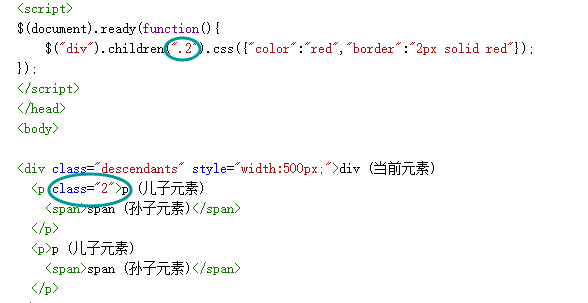 <script>
$(document).ready(function(){
$("div").children(".2").css({"color":"red","border":"2px solid red"});
});
</script>
</head>
<body>
<div class="descendants" style="width:500px;">div (当前元素)
<p class="2">p (儿子元素)
<span>span (孙子元素)</span>
</p>
<p>p (儿子元素)
<span>span (孙子元素)</span>
</p>